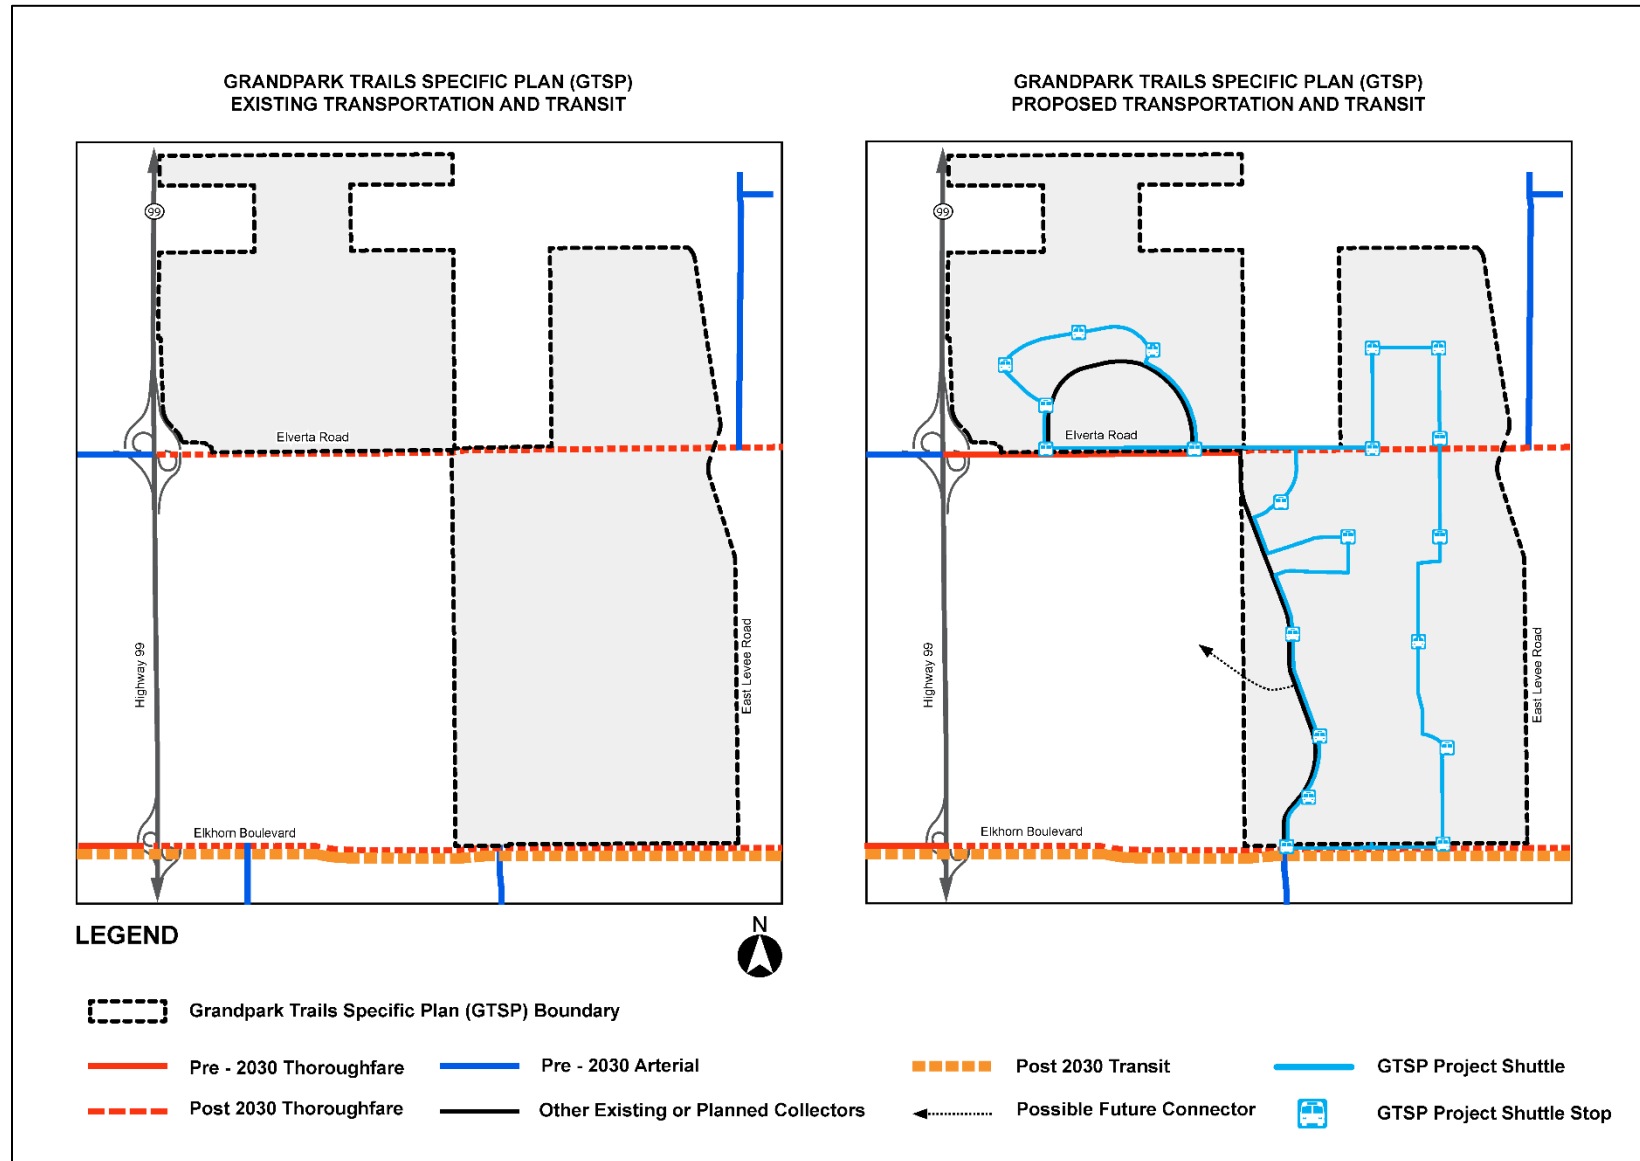 GRANDPARK TRAILS SPECIFIC PLAN (GTSP)
EXISTING TRANSPORTATION AND TRANSIT
99
Elverta Road
Highway 99
East Levee Road
Elkhorn Boulevard
GRANDPARK TRAILS SPECIFIC PLAN (GTSP)
PROPOSED TRANSPORTATION AND TRANSIT
99
Elverta Road
Highway 99
East Levee Road
Elkhorn Boulevard
LEGEND
N
Grandpark Trails Specific Plan (GTSP) Boundary
Pre - 2030 Thoroughfare
Pre - 2030 Arterial
Post 2030 Transit
GTSP Project Shuttle
Post 2030 Thoroughfare
Other Existing or Planned Collectors
Possible Future Connector
GTSP Project Shuttle Stop